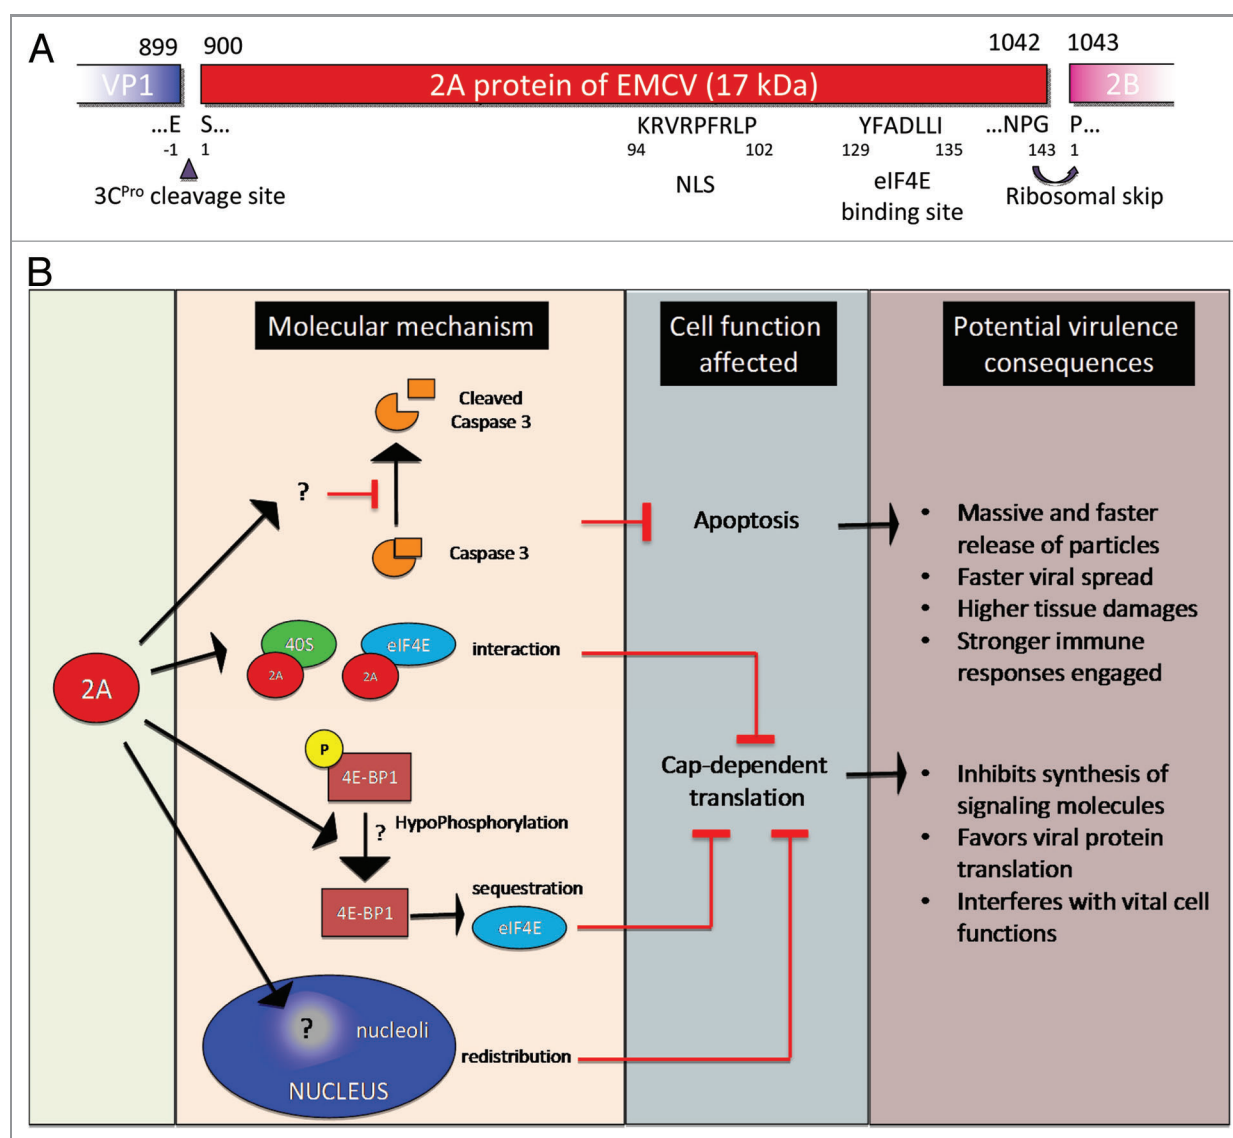 A
899 900 1042 1043
VP1 2A protein of EMCV (17 kDa) 2B
...E S... KRVRPFRLP YFADLLI ...NPG P...
-1 1 94 102 129 135 143 1
3CPro cleavage site NLS eIF4E Ribosomal skip
binding site
B
Molecular mechanism
Cell function
affected
Potential virulence
consequences
Cleaved
Caspase 3
?
Caspase 3
Apoptosis
• Massive and faster
release of particles
• Faster viral spread
• Higher tissue damages
• Stronger immune
responses engaged
2A
40S
2A
eIF4E
2A
interaction
P
4E-BP1
? HypoPhosphorylation
4E-BP1
sequestration
eIF4E
Cap-dependent
translation
• Inhibits synthesis of
signaling molecules
• Favors viral protein
translation
• Interferes with vital cell
functions
? nucleoli
NUCLEUS
redistribution